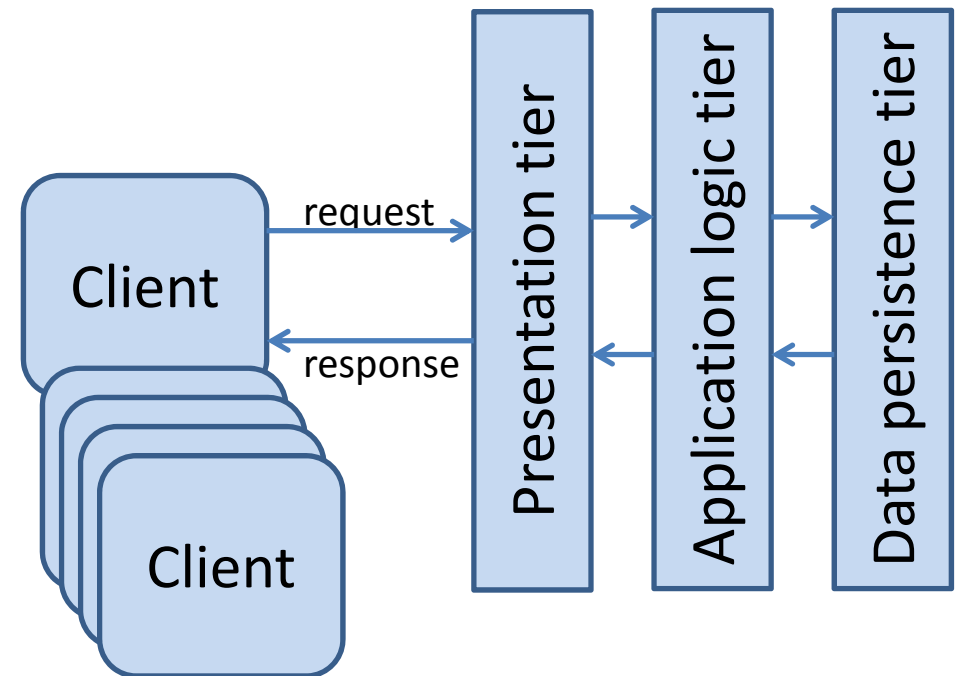 request
Client
response
Client
Presentation tier
Application logic tier
Data persistence tier